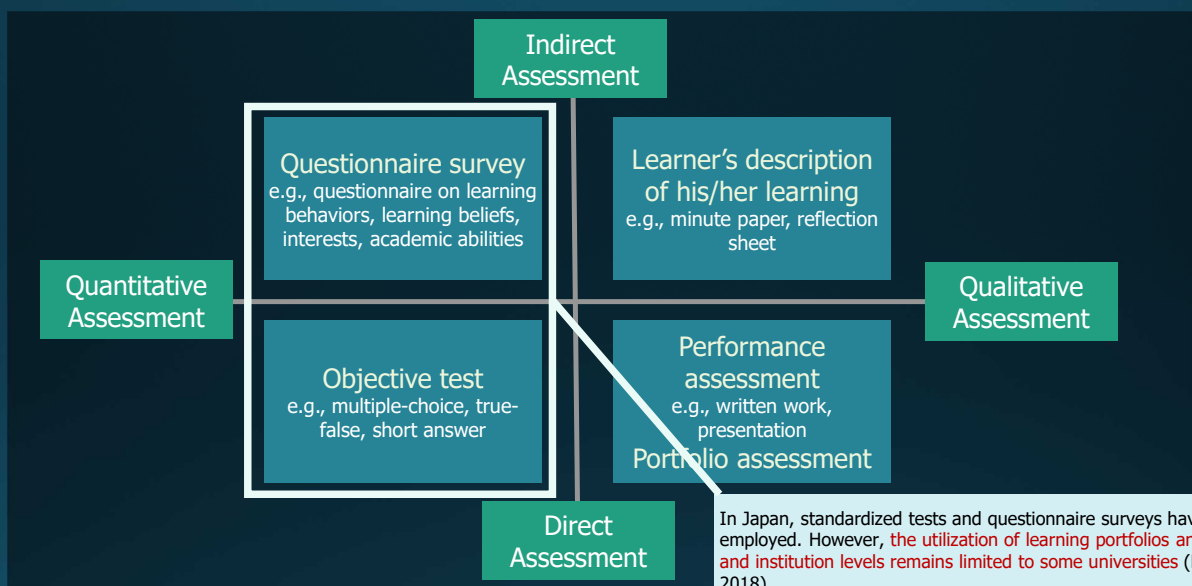 Indirect
Assessment
Questionnaire survey
e.g., questionnaire on learning
behaviors, learning beliefs,
interests, academic abilities
Learner's description
of his/her learning
e.g., minute paper, reflection
sheet
Quantitative
Assessment
Qualitative
Assessment
Objective test
e.g., multiple-choice, true-
false, short answer
Performance
assessment
e.g., written work,
presentation
Portfolio assessment
Direct
Assessment
In Japan, standardized tests and questionnaire surveys hav
employed. However, the utilization of learning portfolios an
and institution levels remains limited to some universities (
2018)